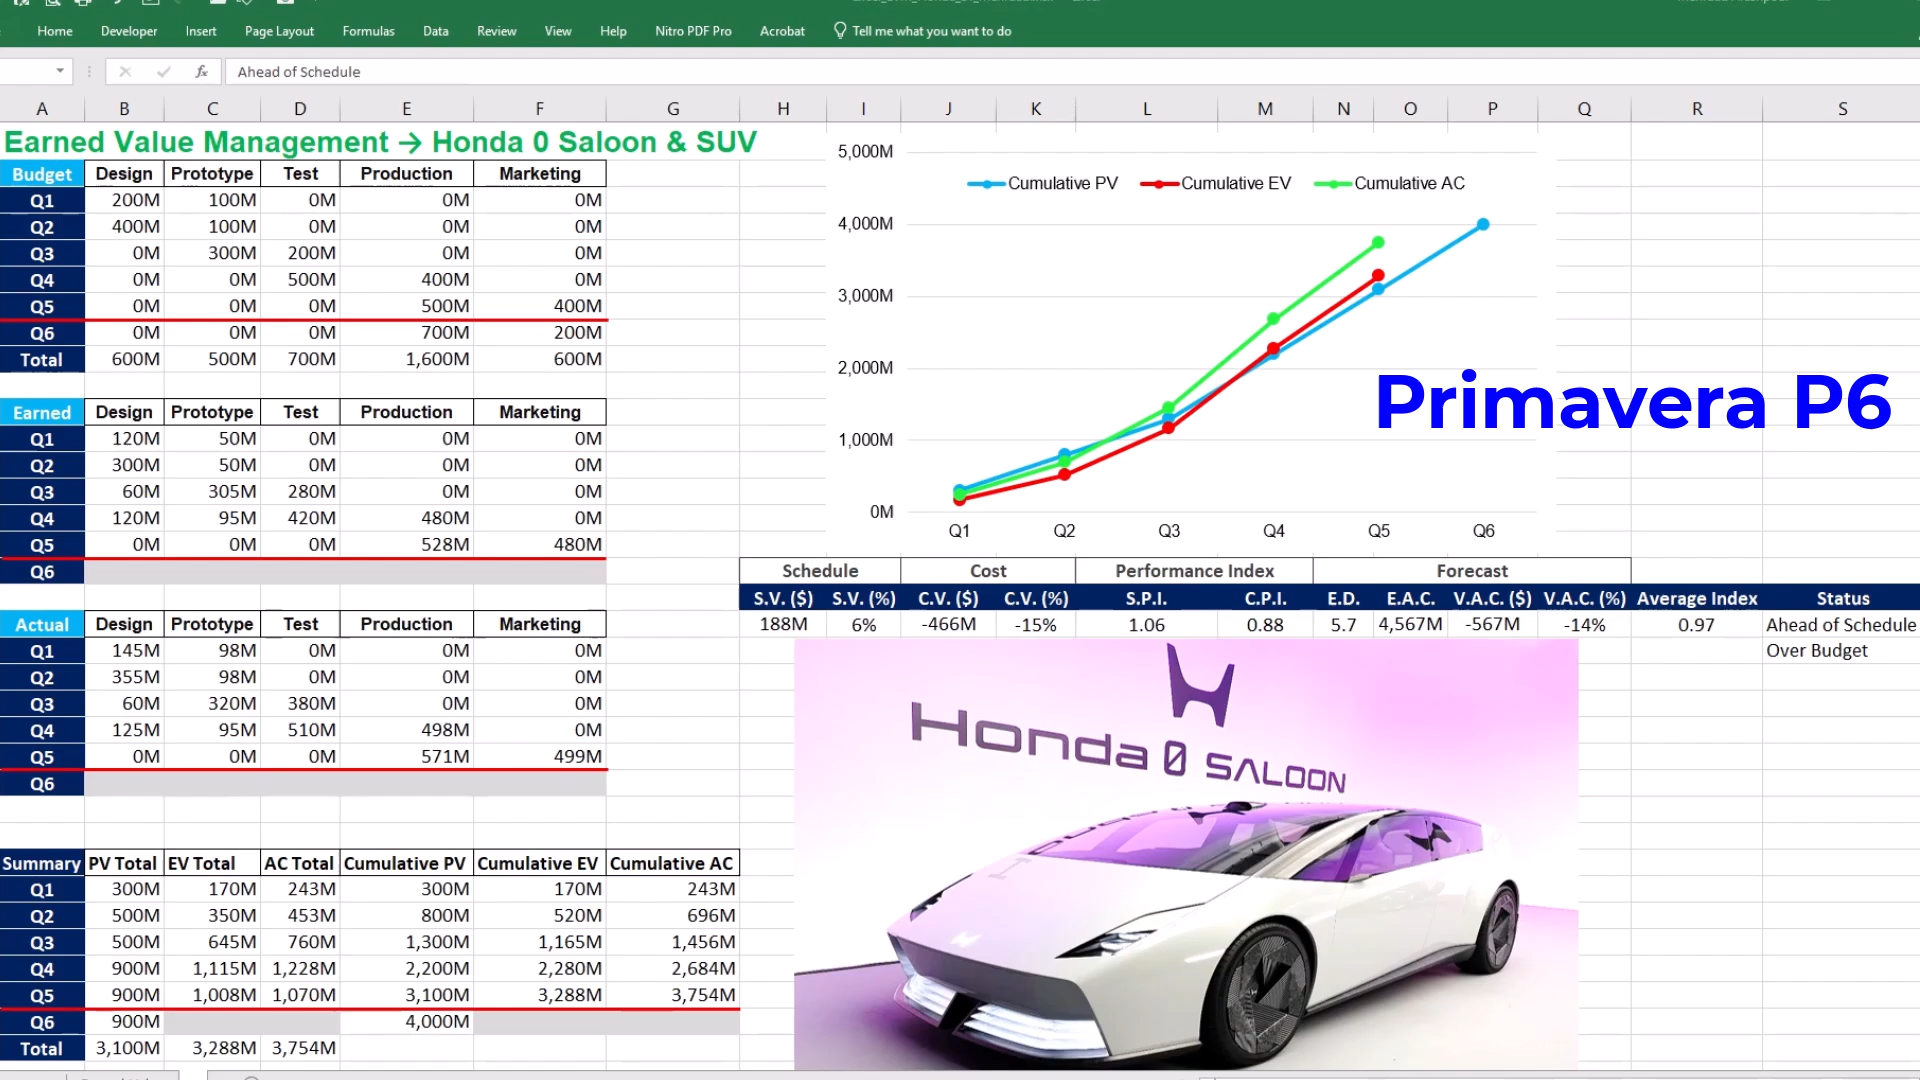 Home Developer Insert Page Layout Formulas Data Review View Help Nitro PDF Pro Acrobat Tell me what you want to do
fx Ahead of Schedule
A B C D E F G H I J K L M N O P Q R S
Earned Value Management → Honda 0 Saloon & SUV
Budget Design Prototype Test Production Marketing
Q1 200M 100M 0M 0M 0M
Q2 400M 100M 0M 0M 0M
Q3 0M 300M 200M 0M 0M
Q4 0M 0M 500M 400M 0M
Q5 0M 0M 0M 500M 400M
Q6 0M 0M 0M 700M 200M
Total 600M 500M 700M 1,600M 600M
Earned Design Prototype Test Production Marketing
Q1 120M 50M 0M 0M 0M
Q2 300M 50M 0M 0M 0M
Q3 60M 305M 280M 0M 0M
Q4 120M 95M 420M 480M 0M
Q5 0M 0M 0M 528M 480M
Q6
Actual Design Prototype Test Production Marketing
Q1 145M 98M 0M 0M 0M
Q2 355M 98M 0M 0M 0M
Q3 60M 320M 380M 0M 0M
Q4 125M 95M 510M 498M 0M
Q5 0M 0M 0M 571M 499M
Q6
Summary PV Total EV Total AC Total Cumulative PV Cumulative EV Cumulative AC
Q1 300M 170M 243M 300M 170M 243M
Q2 500M 350M 453M 800M 520M 696M
Q3 500M 645M 760M 1,300M 1,165M 1,456M
Q4 900M 1,115M 1,228M 2,200M 2,280M 2,684M
Q5 900M 1,008M 1,070M 3,100M 3,288M 3,754M
Q6 900M 4,000M
Total 3,100M 3,288M 3,754M
5,000M
Cumulative PV Cumulative EV Cumulative AC
4,000M
3,000M
2,000M
1,000M
0M
Q1 Q2 Q3 Q4 Q5 Q6
Primavera P6
Schedule Cost Performance Index Forecast
S.V. ($) S.V. (%) C.V. ($) C.V. (%) S.P.I. C.P.I. E.D. E.A.C. V.A.C. ($) V.A.C. (%) Average Index Status
188M 6% -466M -15% 1.06 0.88 5.7 4,567M -567M -14% 0.97 Ahead of Schedule
Over Budget
Honda 0 SALOON